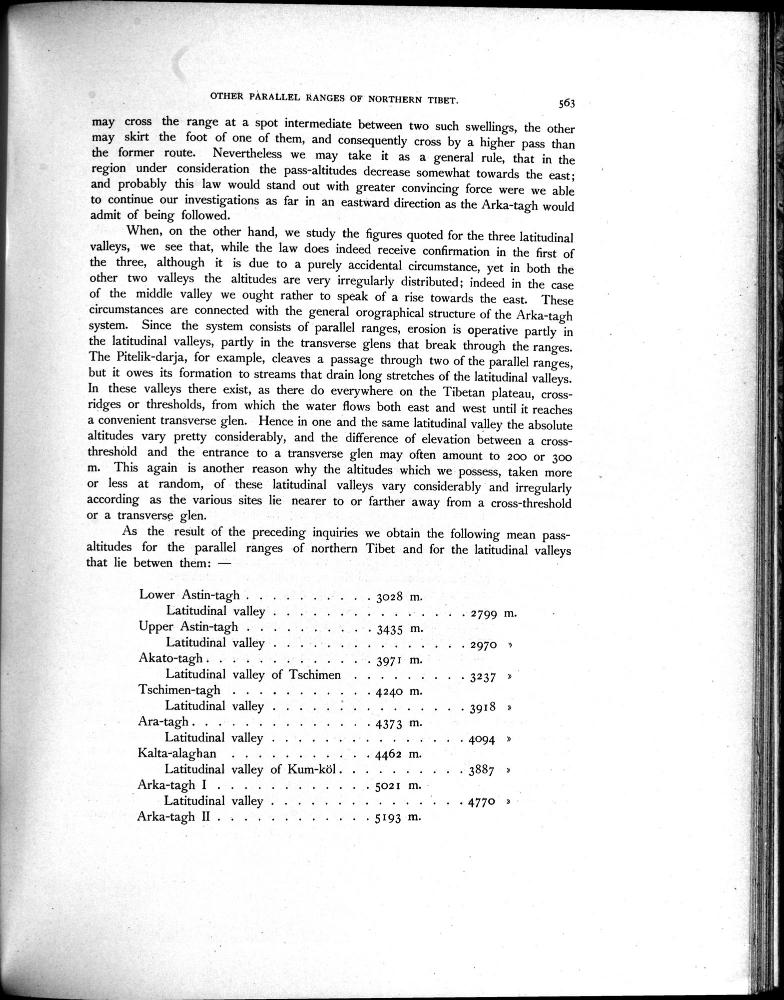 OTHER PARALLEL RANGES OF NORTHERN TIBET. 563
may cross the range at a spot intermediate between two such swellings, the other
may skirt the foot of one of them, and consequently cross by a higher pass than
the former route. Nevertheless we may take it as a general rule, that in the
region under consideration the pass-altitudes decrease somewhat towards the east;
and probably this law would stand out with greater convincing force were we able
to continue our investigations as far in an eastward direction as the Arka-tagh would
admit of being followed.
When, on the other hand, we study the figures quoted for the three latitudinal
valleys, we see that, while the law does indeed receive confirmation in the first of
the three, although it is due to a purely accidental circumstance, yet in both the
other two valleys the altitudes are very irregularly distributed; indeed in the case
of the middle valley we ought rather to speak of a rise towards the east. These
circumstances are connected with the general orographical structure of the Arka-tagh
system. Since the system consists of parallel ranges, erosion is operative partly in
the latitudinal valleys, partly in the transverse glens that break through the ranges.
The Pitelik-darja, for example, cleaves a passage through two of the parallel ranges,
but it owes its formation to streams that drain long stretches of the latitudinal valleys.
In these valleys there exist, as there do everywhere on the Tibetan plateau, cross-
ridges or thresholds, from which the water flows both east and west until it reaches
a convenient transverse glen. Hence in one and the same latitudinal valley the absolute
altitudes vary pretty considerably, and the difference of elevation between a cross-
threshold and the entrance to a transverse glen may often amount to 200 or 300
m. This again is another reason why the altitudes which we possess, taken more
or less at random, of these latitudinal valleys vary considerably and irregularly
according as the various sites lie nearer to or farther away from a cross-threshold
or a transverse glen.
As the result of the preceding inquiries we obtain the following mean pass-
altitudes for the parallel ranges of northern Tibet and for the latitudinal valleys
that lie betwen them: —
Lower Astin-tagh . . . . . . . . . . 3028 m.
Latitudinal valley . . . . . . . . . . . . . . . . 2799 m.
Upper Astin-tagh . . . . . . . . . . 3435 m.
Latitudinal valley . . . . . . . . . . . . . . . . 2970 »
Akato-tagh . . . . . . . . . . . . . 3971 m.
Latitudinal valley of Tschimen . . . . . . . . . 3237 »
Tschimen-tagh . . . . . . . . . . . 4240 m.
Latitudinal valley . . . . . . . . . . . . . . . . 3918 »
Ara-tagh . . . . . . . . . . . . . . 4373 m.
Latitudinal valley . . . . . . . . . . . . . . . . 4094 »
Kalta-alaghan . . . . . . . . . . . 4462 m.
Latitudinal valley of Kum-köl . . . . . . . . . . 3887 »
Arka-tagh I . . . . . . . . . . . . 5021 m.
Latitudinal valley . . . . . . . . . . . . . . . . 4770 »
Arka-tagh II . . . . . . . . . . . . 5193 m.